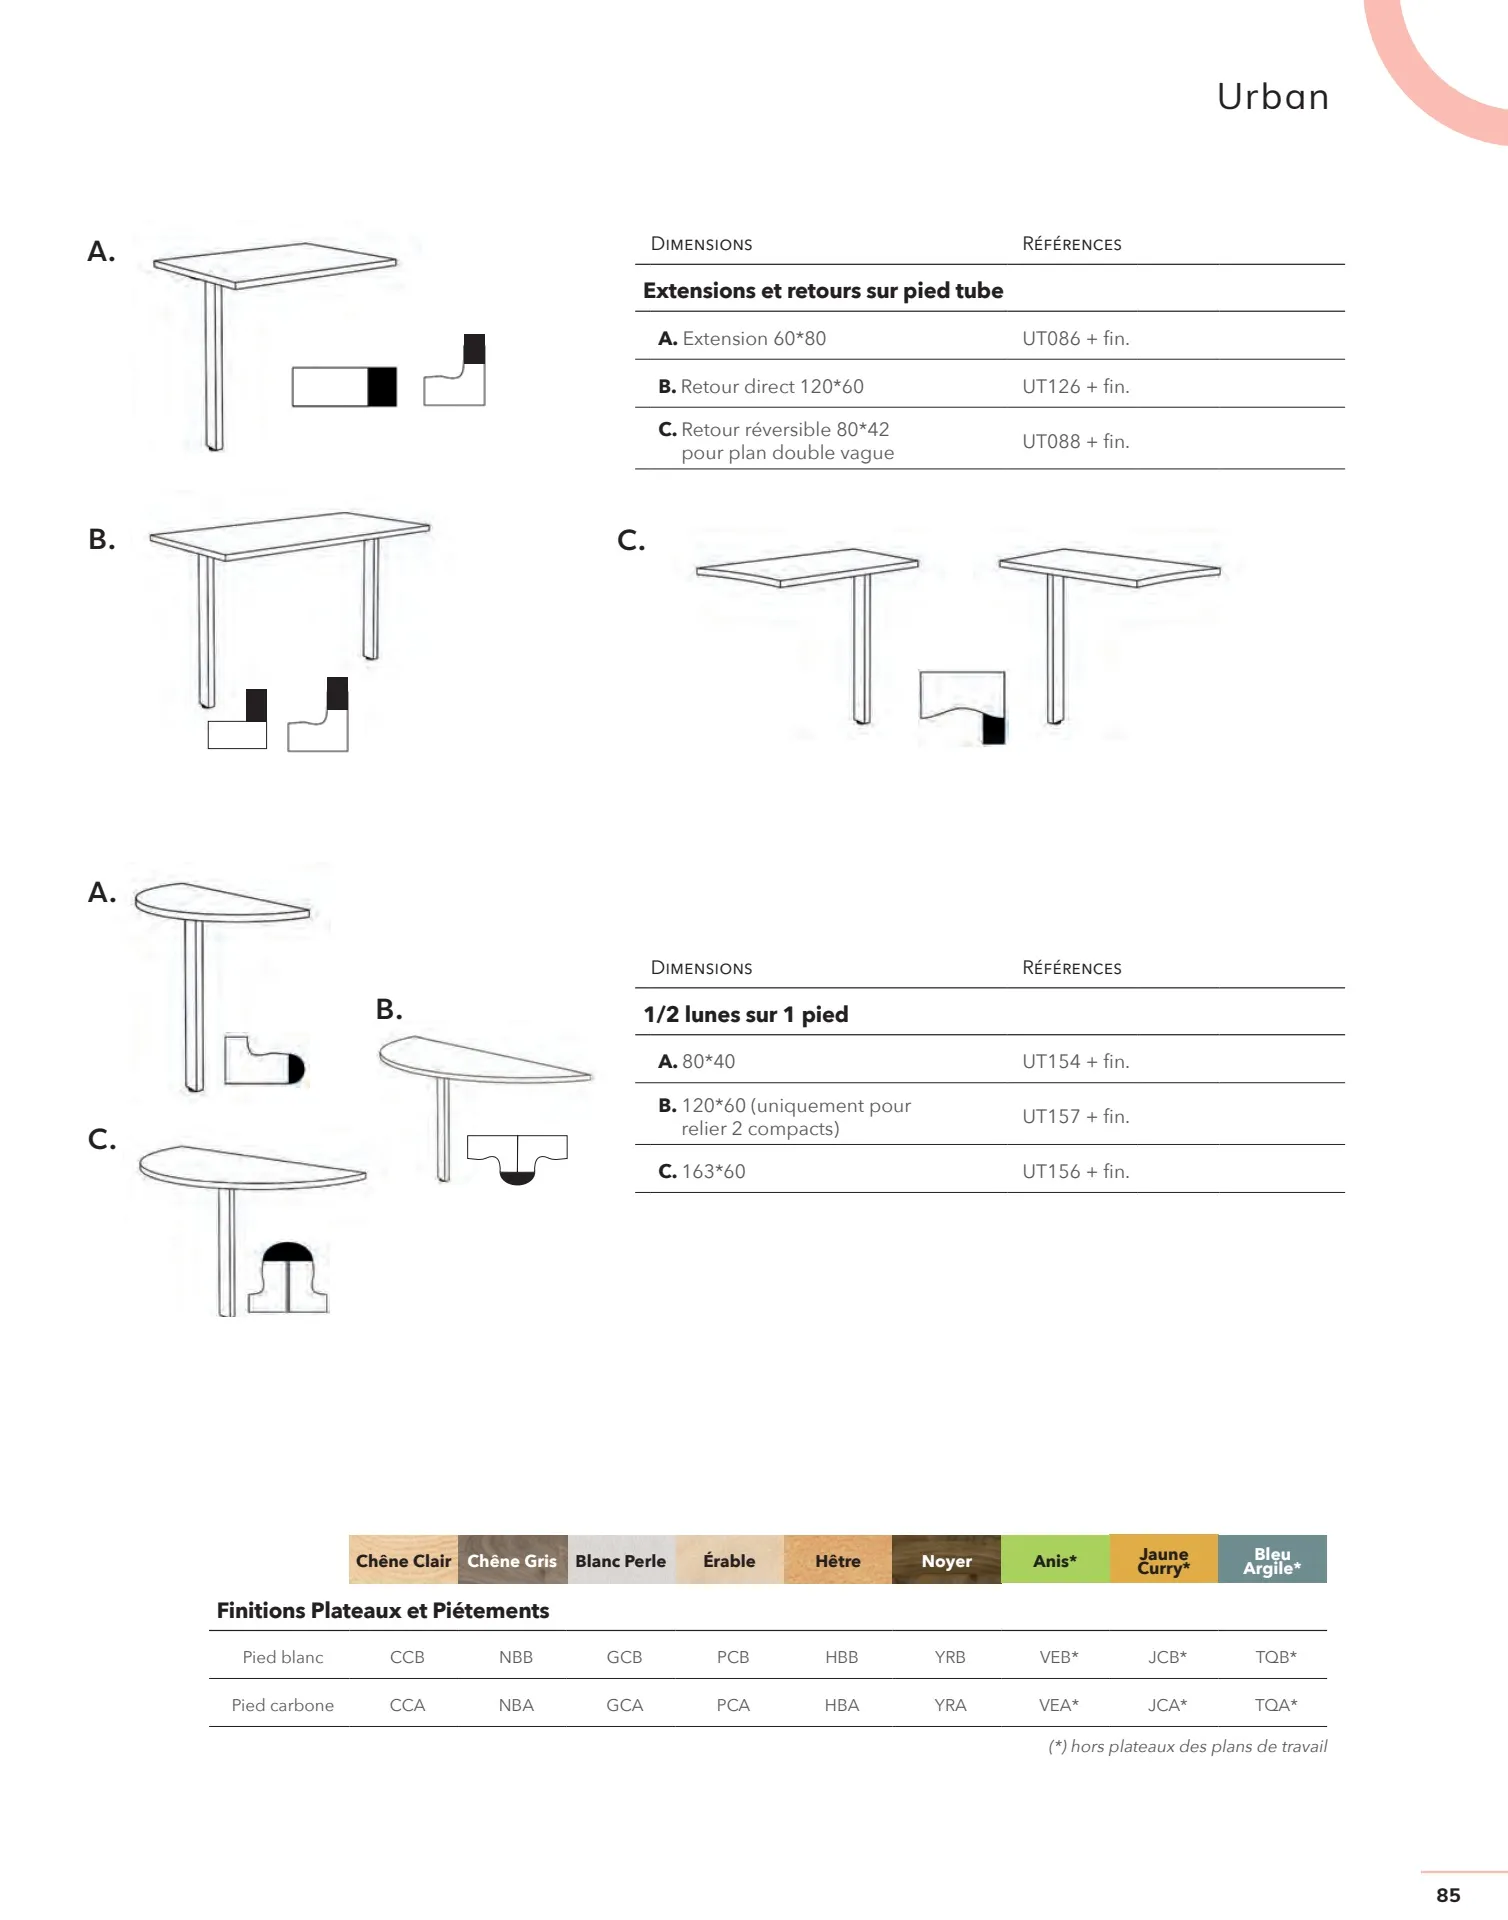 Urban
A.
DIMENSIONS RÉFÉRENCES
Extensions et retours sur pied tube
A. Extension 60*80 UT086 + fin.
B. Retour direct 120*60 UT126 + fin.
C. Retour réversible 80*42
pour plan double vague UT088 + fin.
B.
C.
A.
B.
C.
DIMENSIONS RÉFÉRENCES
1/2 lunes sur 1 pied
A. 80*40 UT154 + fin.
B. 120*60 (uniquement pour
relier 2 compacts) UT157 + fin.
C. 163*60 UT156 + fin.
Chêne Clair Chêne Gris Blanc Perle Érable Hêtre Noyer Anis* Jaune Curry* Bleu Argile*
Finitions Plateaux et Piétements
Pied blanc CCB NBB GCB PCB HBB YRB VEB* JCB* TQB*
Pied carbone CCA NBA GCA PCA HBA YRA VEA* JCA* TQA*
(*) hors plateaux des plans de travail
85